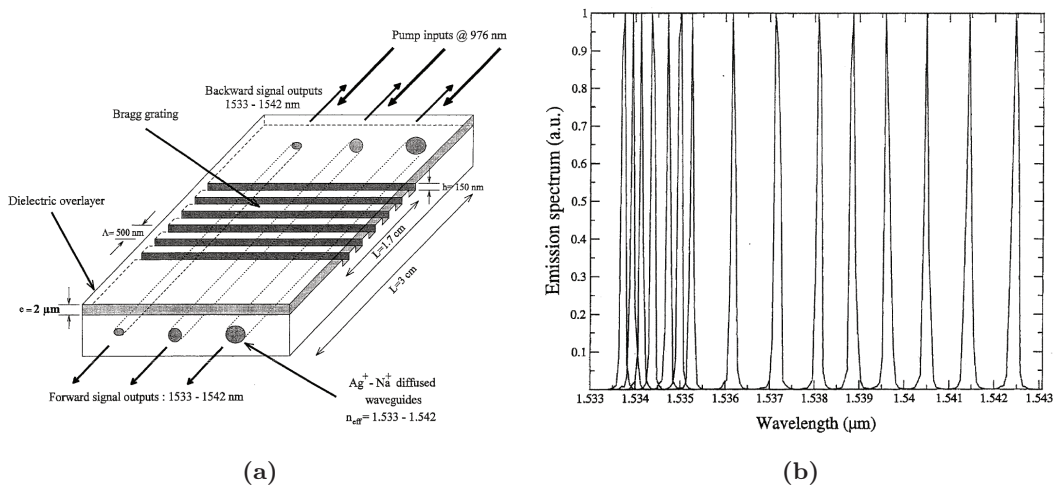 Pump inputs @ 976 nm
Backward signal outputs
1533 - 1542 nm
Bragg grating
h= 150 nm
Dielectric overlayer
Λ= 500 nm
L=1.7 cm
L=3 cm
e = 2 µm
Ag⁺- Na⁺ diffused
waveguides
n_eff = 1.533 - 1.542
Forward signal outputs : 1533 - 1542 nm
(a)
Emission spectrum (a.u.)
1
0.9
0.8
0.7
0.6
0.5
0.4
0.3
0.2
0.1
1.533 1.534 1.535 1.536 1.537 1.538 1.539 1.54 1.541 1.542 1.543
Wavelength (µm)
(b)